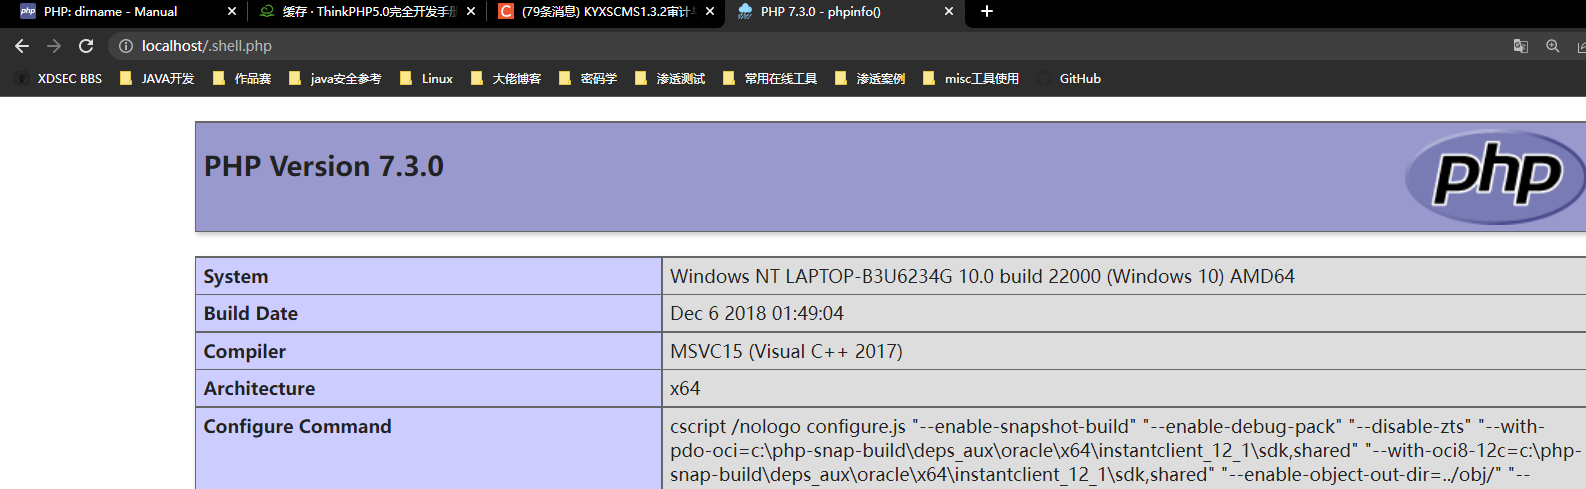 PHP: dirname - Manual
缓存 · ThinkPHP5.0完全开发手册
(79条消息) KYXSCMS1.3.2审计
PHP 7.3.0 - phpinfo()
localhost/.shell.php
XDSEC BBS JAVA开发 作品赛 java安全参考 Linux 大佬博客 密码学 渗透测试 常用在线工具 渗透案例 misc工具使用 GitHub
PHP Version 7.3.0
php
System Windows NT LAPTOP-B3U6234G 10.0 build 22000 (Windows 10) AMD64
Build Date Dec 6 2018 01:49:04
Compiler MSVC15 (Visual C++ 2017)
Architecture x64
Configure Command cscript /nologo configure.js "--enable-snapshot-build" "--enable-debug-pack" "--disable-zts" "--with-
pdo-oci=c:\php-snap-build\deps_aux\oracle\x64\instantclient_12_1\sdk,shared" "--with-oci8-12c=c:\php-
snap-build\deps_aux\oracle\x64\instantclient_12_1\sdk,shared" "--enable-object-out-dir=../obj/" "--